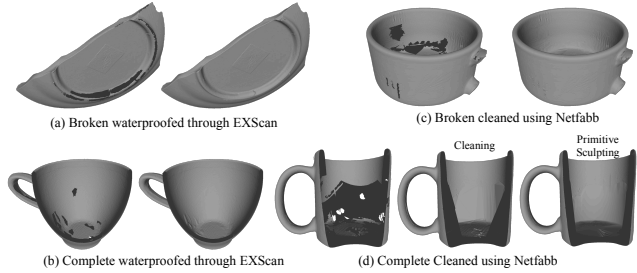 (a) Broken waterproofed through EXScan
(c) Broken cleaned using Netfabb
Cleaning
Primitive
Sculpting
(b) Complete waterproofed through EXScan
(d) Complete Cleaned using Netfabb